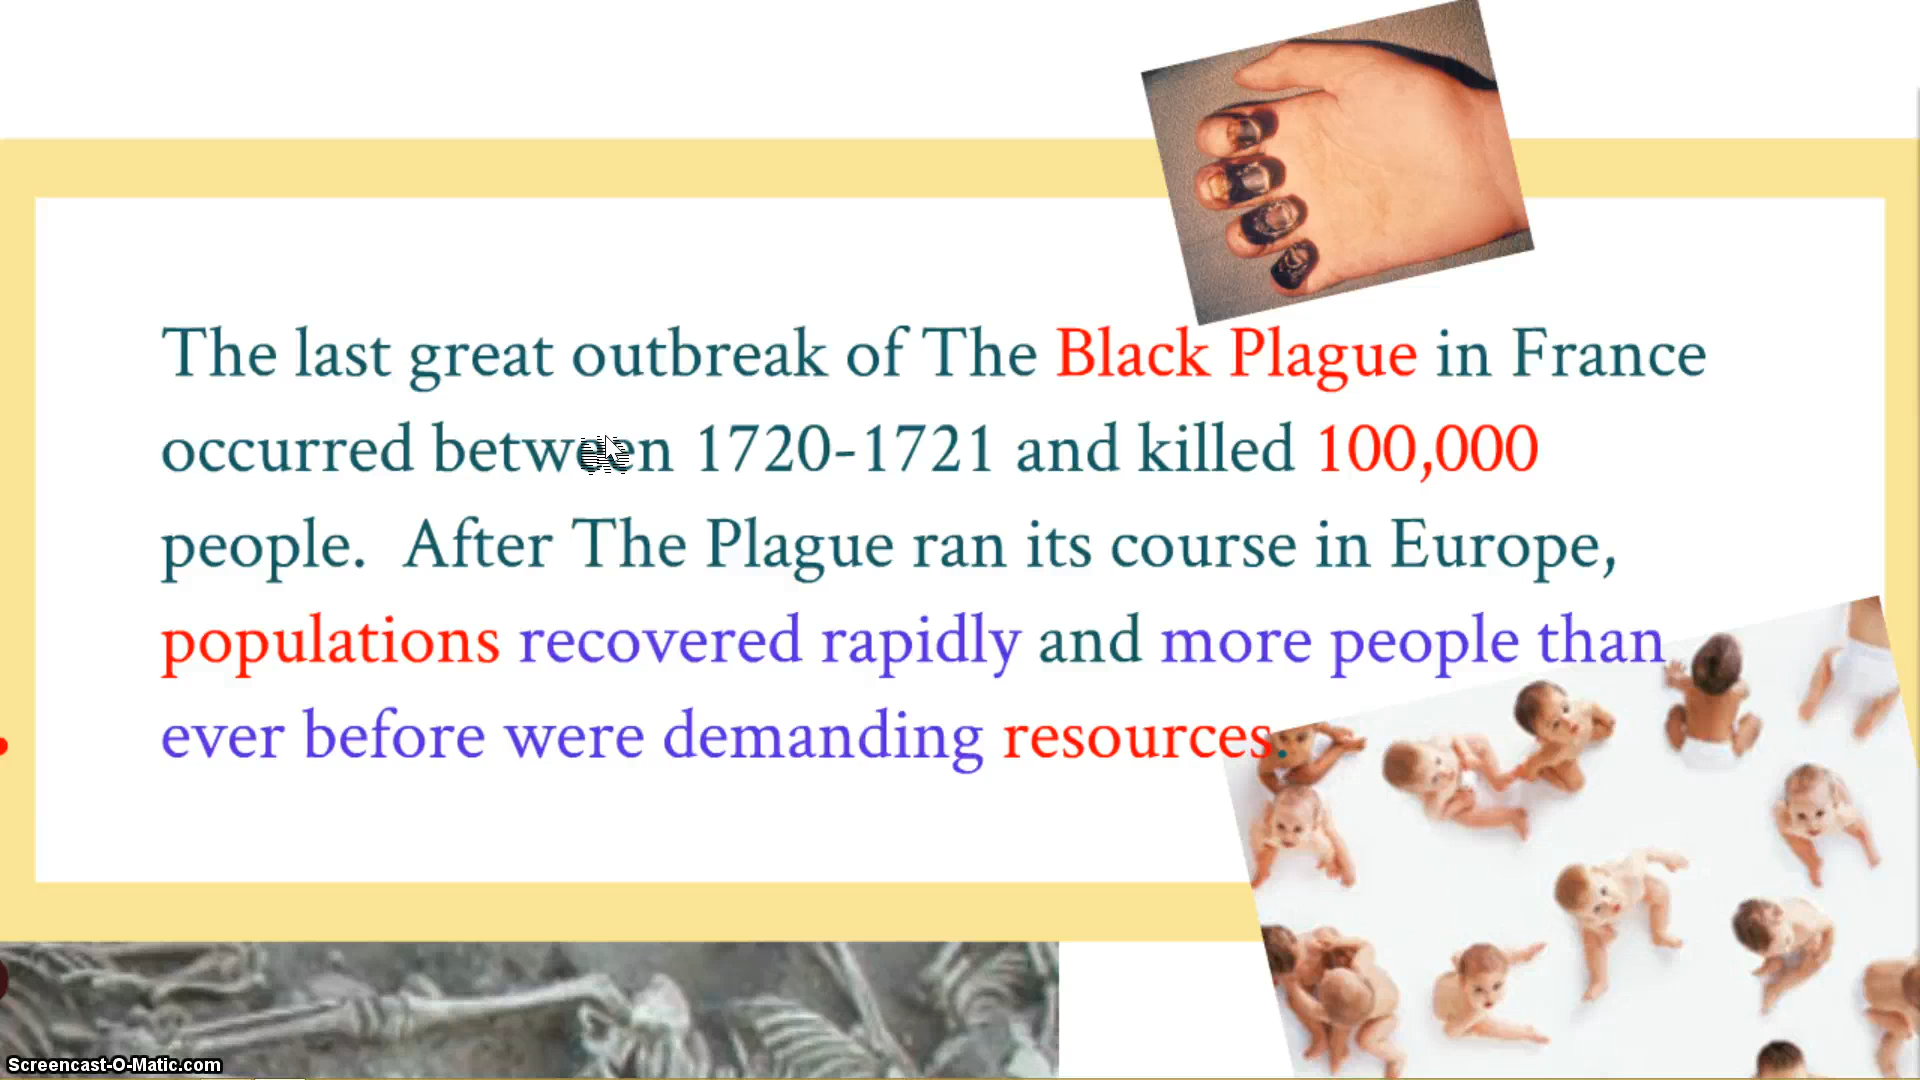 The last great outbreak of The Black Plague in France
occurred between 1720-1721 and killed 100,000
people. After The Plague ran its course in Europe,
populations recovered rapidly and more people than
ever before were demanding resources.
Screencast-O-Matic.com